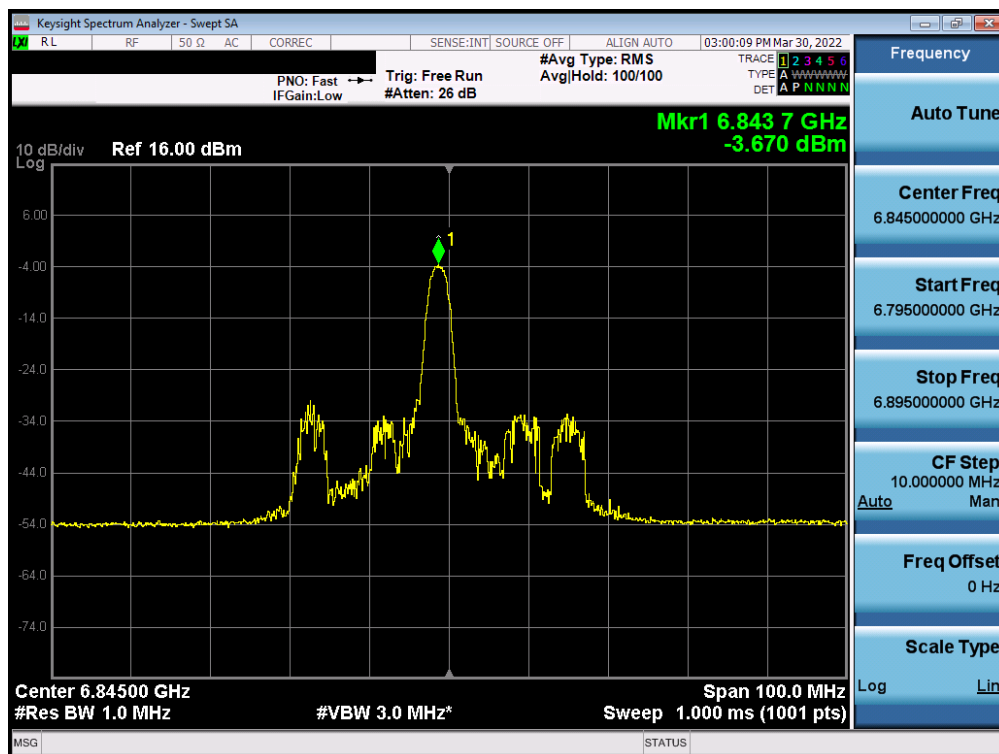 Keysight Spectrum Analyzer - Swept SA
LXI RL RF 50 Ω AC CORREC SENSE:INT SOURCE OFF ALIGN AUTO 03:00:09 PM Mar 30, 2022
PNO: Fast
IFGain:Low
Trig: Free Run
#Atten: 26 dB
#Avg Type: RMS
Avg|Hold: 100/100
TRACE 1 2 3 4 5 6
TYPE A WWWWW
DET A P N N N N
Mkr1 6.843 7 GHz
-3.670 dBm
10 dB/div Ref 16.00 dBm
Log
1
6.00
-4.00
-14.0
-24.0
-34.0
-44.0
-54.0
-64.0
-74.0
Center 6.84500 GHz Span 100.0 MHz
#Res BW 1.0 MHz #VBW 3.0 MHz* Sweep 1.000 ms (1001 pts)
MSG STATUS
Frequency
Auto Tune
Center Freq
6.845000000 GHz
Start Freq
6.795000000 GHz
Stop Freq
6.895000000 GHz
CF Step
10.000000 MHz
Auto Man
Freq Offset
0 Hz
Scale Type
Log Lin